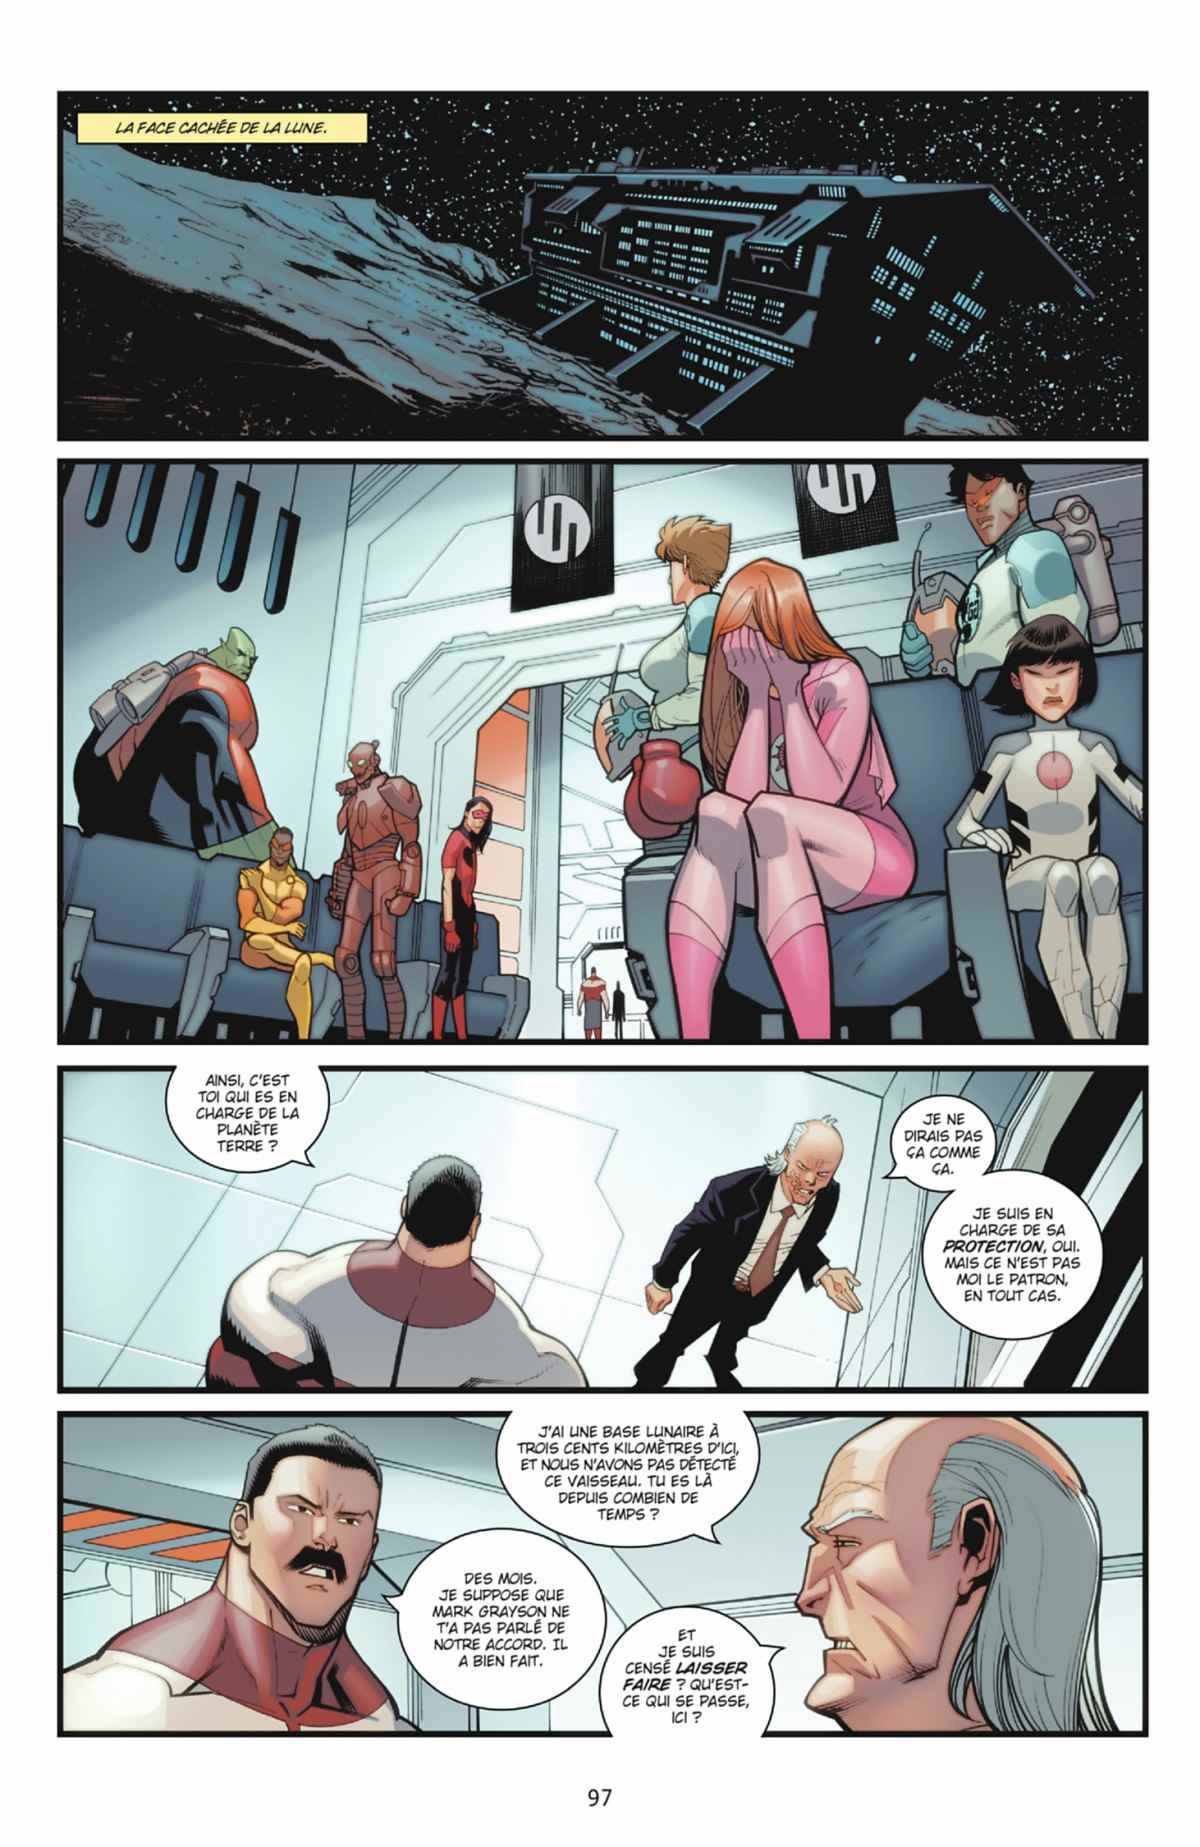 LA FACE CACHÉE DE LA LUNE.
AINSI, C'EST
TOI QUI ES EN
CHARGE DE LA
PLANÈTE
TERRE ?
JE NE
DIRAIS PAS
ÇA COMME
ÇA.
JE SUIS EN
CHARGE DE SA
PROTECTION, OUI.
MAIS CE N'EST PAS
MOI LE PATRON,
EN TOUT CAS.
J'AI UNE BASE LUNAIRE À
TROIS CENTS KILOMÈTRES D'ICI,
ET NOUS N'AVONS PAS DÉTECTÉ
CE VAISSEAU. TU ES LÀ
DEPUIS COMBIEN DE
TEMPS ?
DES MOIS.
JE SUPPOSE QUE
MARK GRAYSON NE
T'A PAS PARLÉ DE
NOTRE ACCORD. IL
A BIEN FAIT.
ET
JE SUIS
CENSÉ LAISSER
FAIRE ? QU'EST-
CE QUI SE PASSE,
ICI ?
97